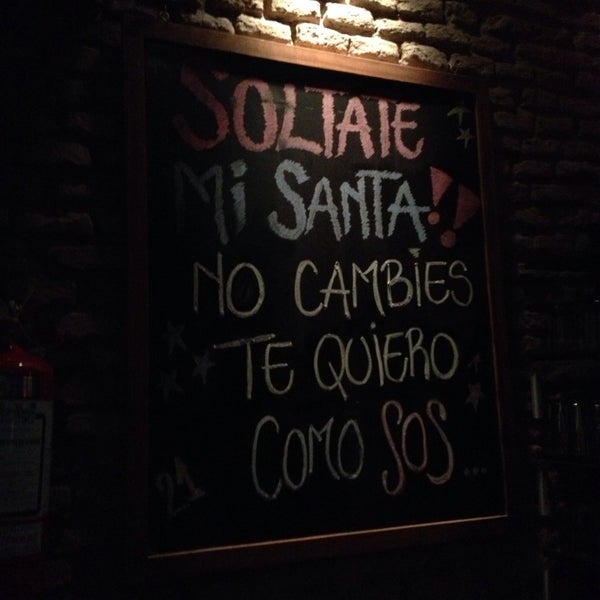 SOLTATE
MI SANTA!!
NO CAMBIES
TE QUIERO
COMO SOS...
21